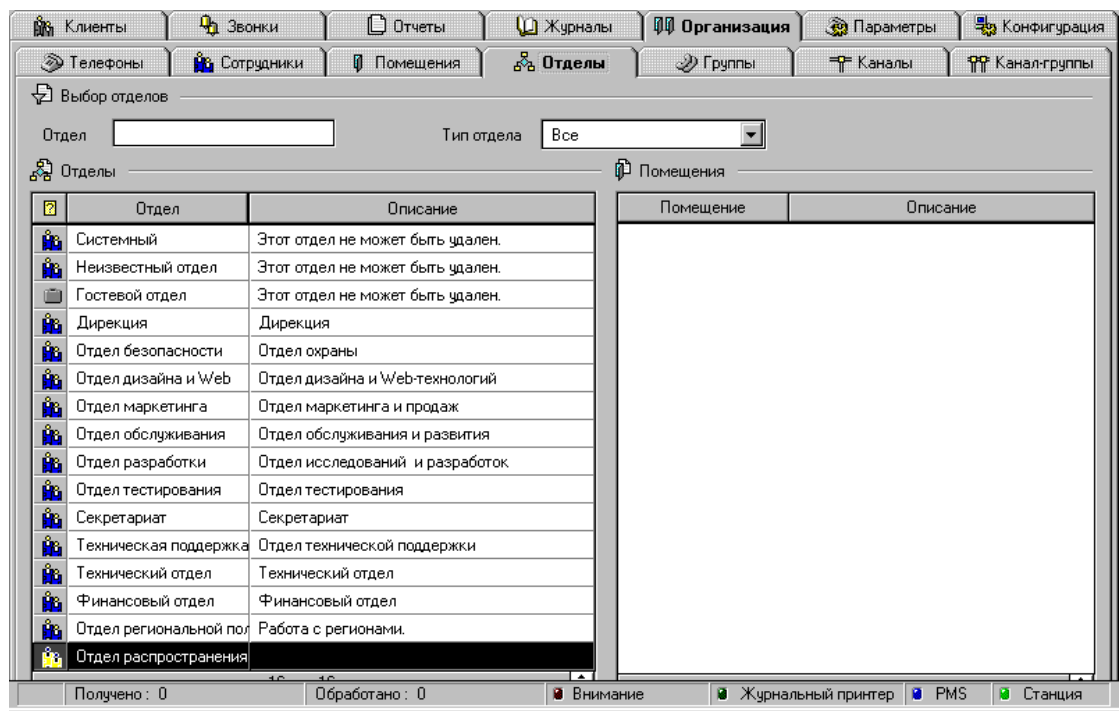 Клиенты Звонки Отчеты Журналы Организация Параметры Конфигурация
Телефоны Сотрудники Помещения Отделы Группы Каналы Канал-группы
Выбор отделов
Отдел Тип отдела Все
Отделы Помещения
Отдел Описание Помещение Описание
Системный Этот отдел не может быть удален.
Неизвестный отдел Этот отдел не может быть удален.
Гостевой отдел Этот отдел не может быть удален.
Дирекция Дирекция
Отдел безопасности Отдел охраны
Отдел дизайна и Web Отдел дизайна и Web-технологий
Отдел маркетинга Отдел маркетинга и продаж
Отдел обслуживания Отдел обслуживания и развития
Отдел разработки Отдел исследований и разработок
Отдел тестирования Отдел тестирования
Секретариат Секретариат
Техническая поддержка Отдел технической поддержки
Технический отдел Технический отдел
Финансовый отдел Финансовый отдел
Отдел региональной пол Работа с регионами.
Отдел распространения
Получено : 0 Обработано : 0 Внимание Журнальный принтер PMS Станция